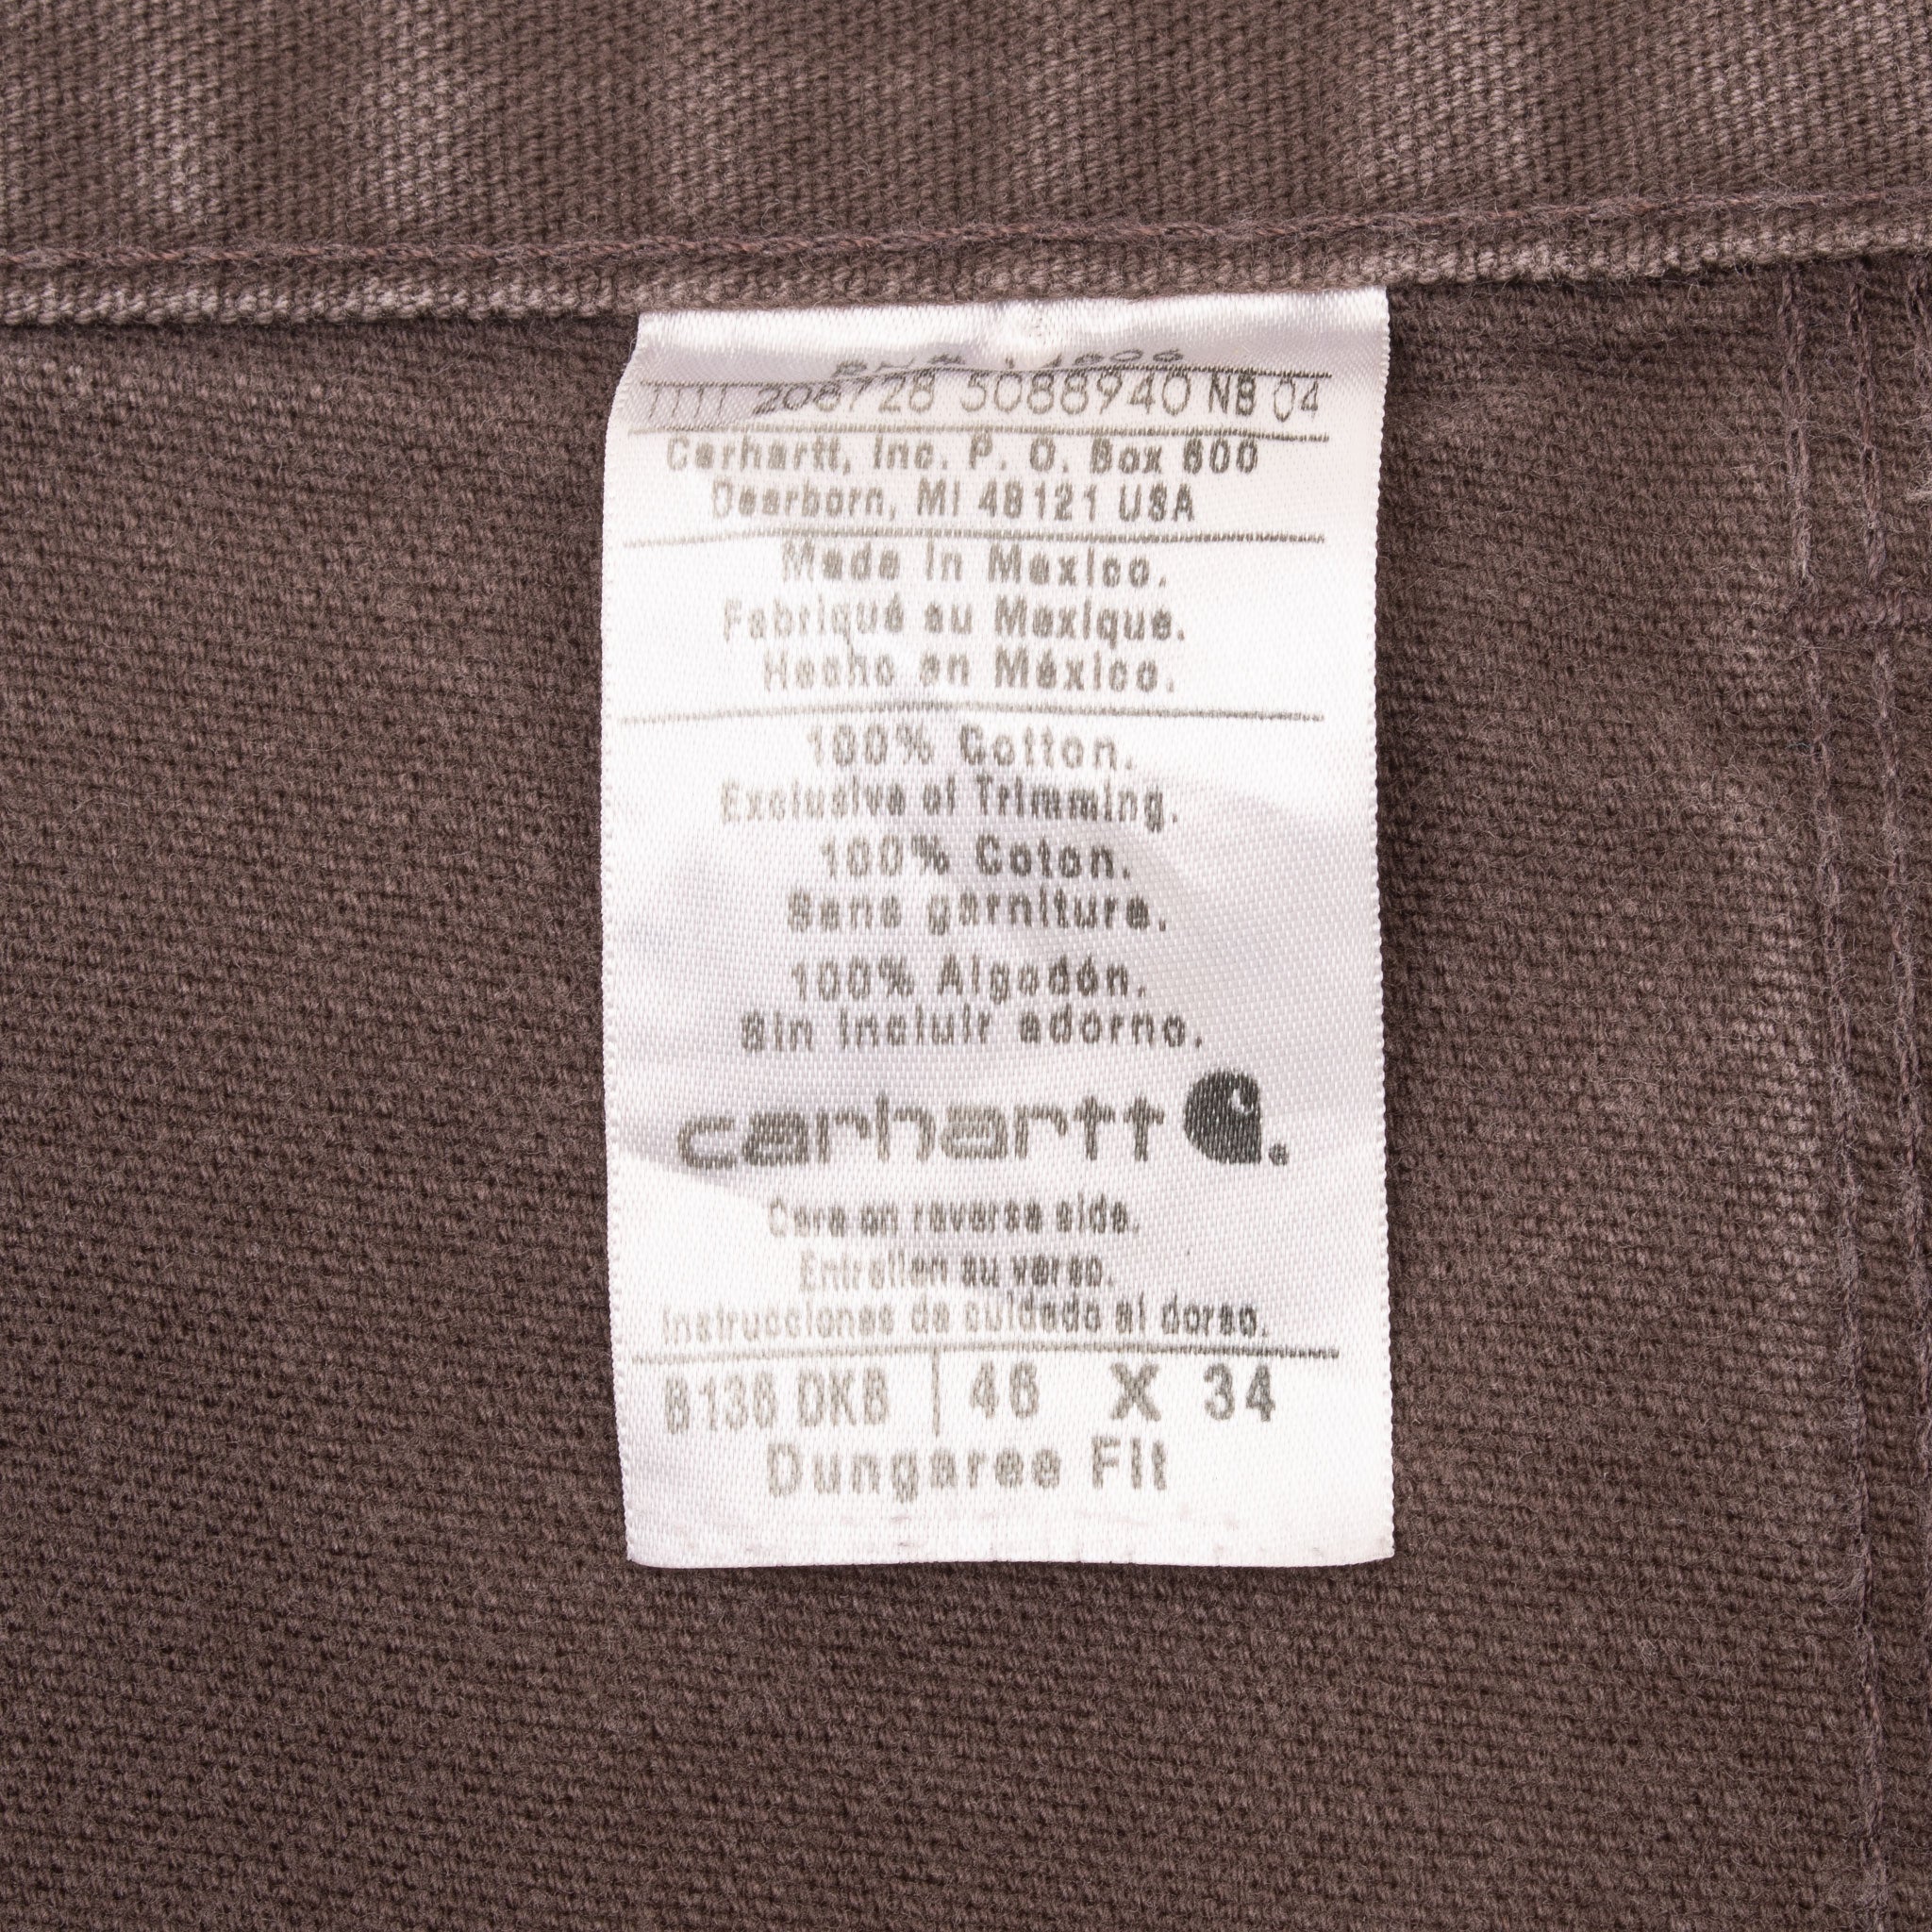 14806
208728 5088940 NB 04
Carhartt, Inc. P. O. Box 600
Dearborn, MI 48121 USA
Made in Mexico.
Fabriqué au Mexique.
Hecho en México.
100% Cotton.
Exclusive of Trimming.
100% Coton.
Sans garniture.
100% Algodón.
Sin incluir adorno.
carhartt
Care on reverse side.
Entretien au verso.
Instrucciones de cuidado al dorso.
B136 DKB | 46 X 34
Dungaree Fit